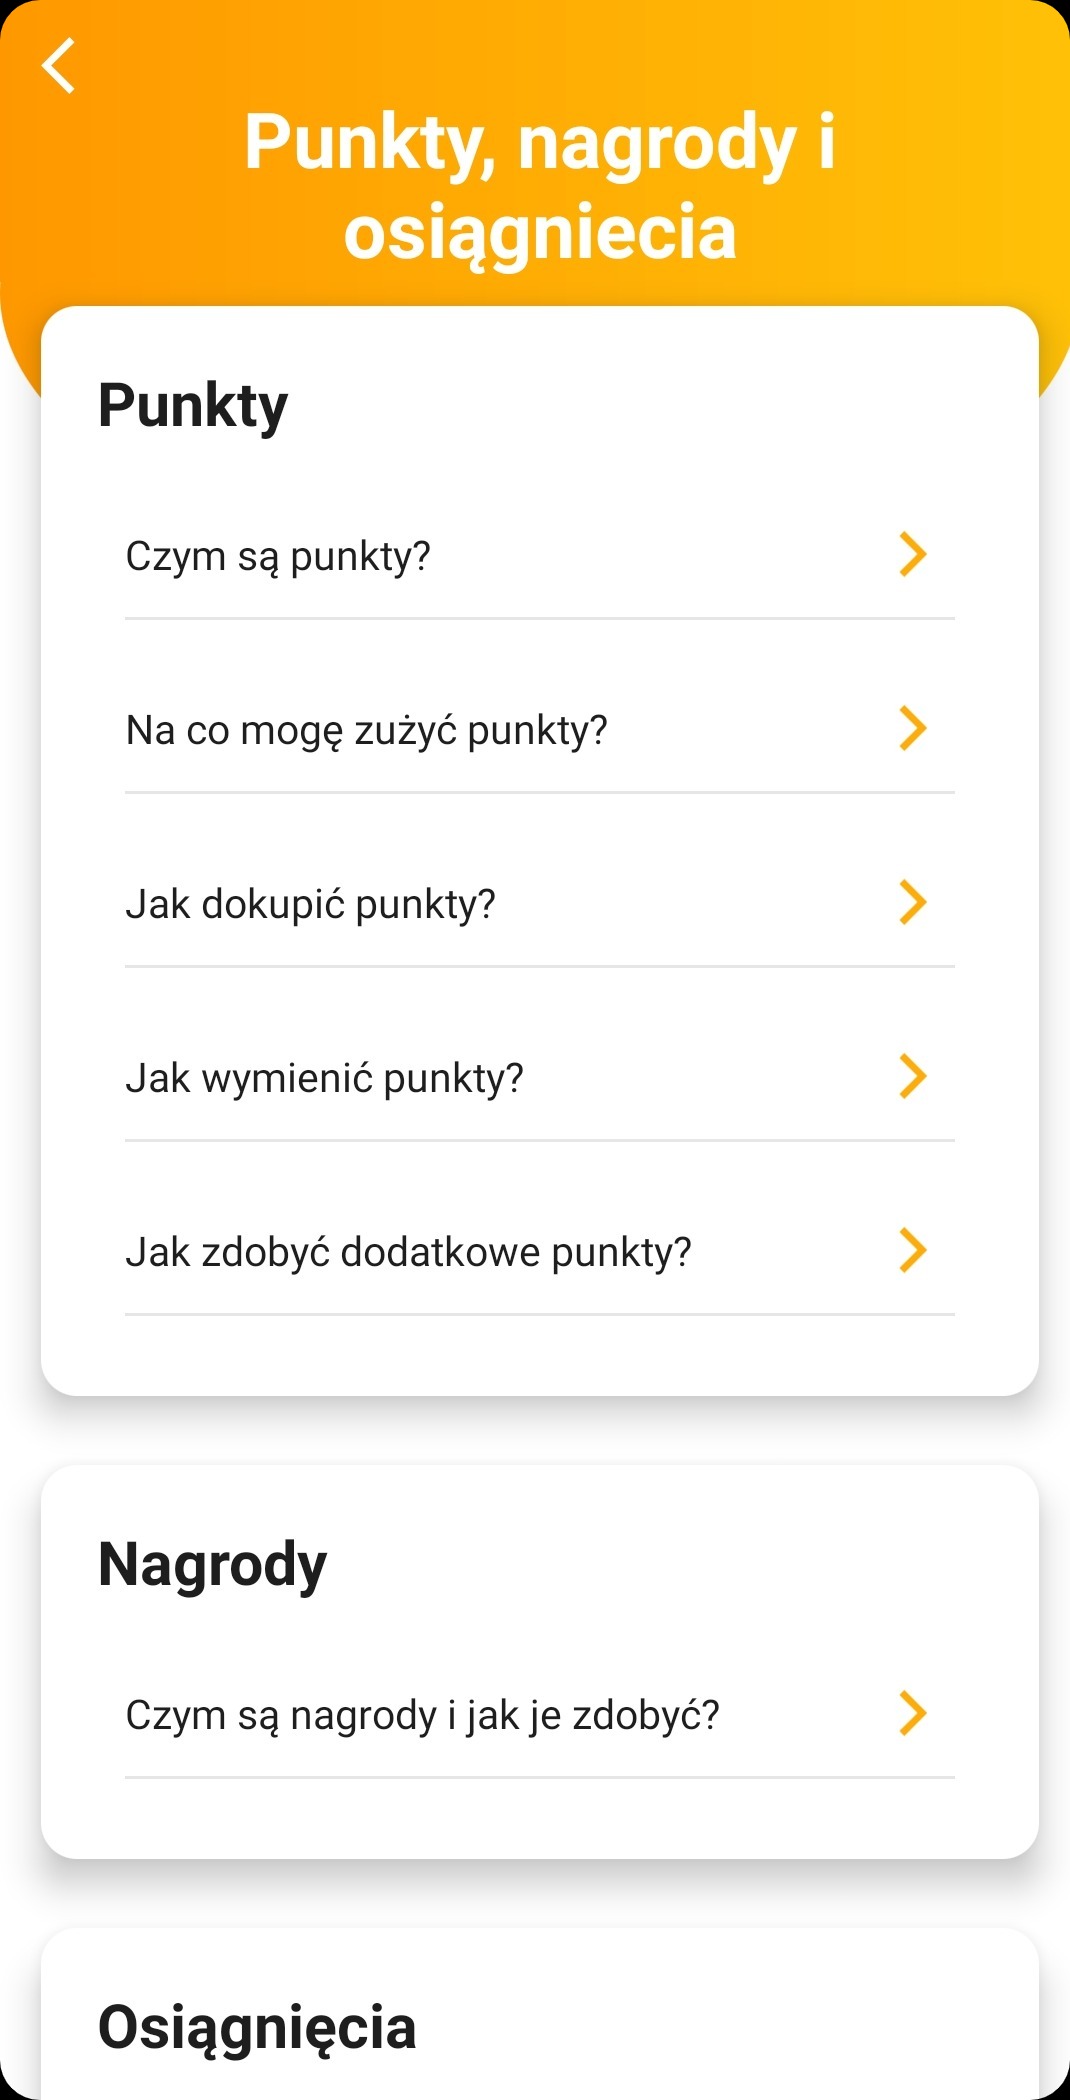 Punkty, nagrody i
osiągniecia
Punkty
Czym są punkty?
Na co mogę zużyć punkty?
Jak dokupić punkty?
Jak wymienić punkty?
Jak zdobyć dodatkowe punkty?
Nagrody
Czym są nagrody i jak je zdobyć?
Osiągnięcia